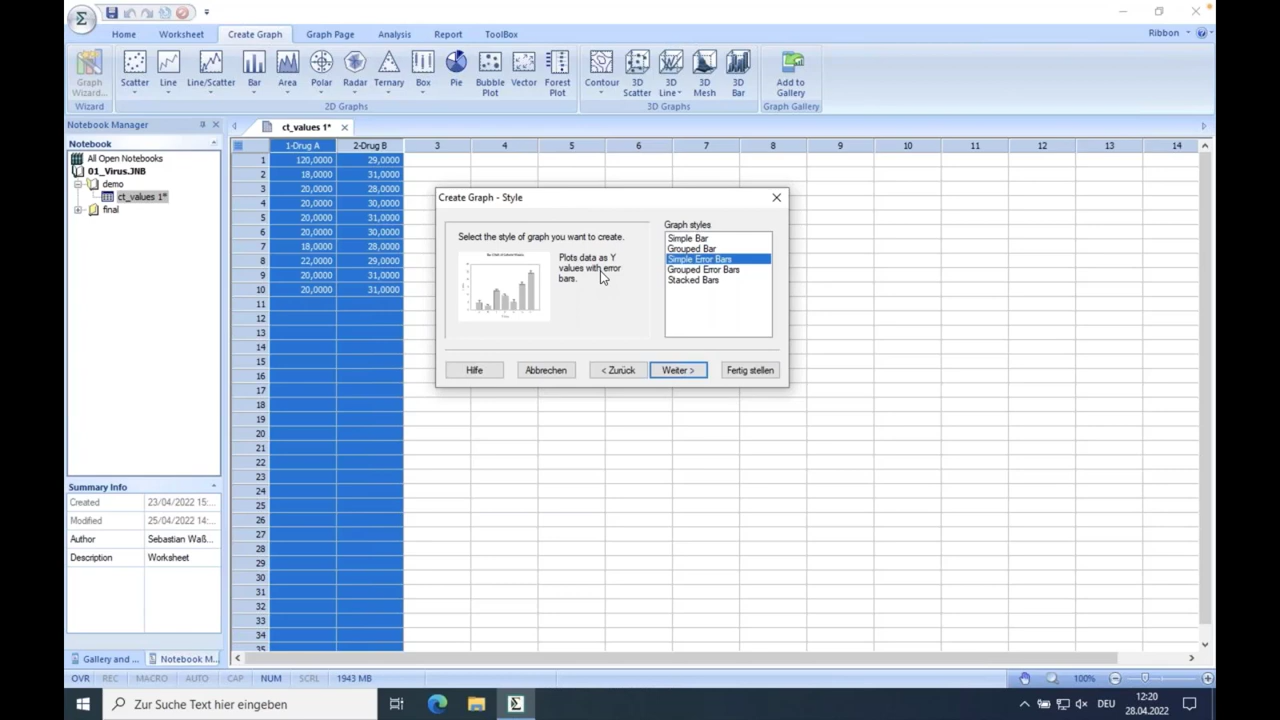 Home Worksheet Create Graph Graph Page Analysis Report ToolBox Ribbon
Graph Wizard... Scatter Line Line/Scatter Bar Area Polar Radar Ternary Box Pie Bubble Plot Vector Forest Plot Contour 3D Scatter 3D Line 3D Mesh 3D Bar Add to Gallery
Wizard 2D Graphs 3D Graphs Graph Gallery
Notebook Manager
ct_values 1*
Notebook
All Open Notebooks
01_Virus.JNB
demo
ct_values 1*
final
1-Drug A 2-Drug B 3 4 5 6 7 8 9 10 11 12 13 14
1 120,0000 29,0000
2 18,0000 31,0000
3 20,0000 28,0000
4 20,0000 30,0000
5 20,0000 31,0000
6 20,0000 30,0000
7 18,0000 28,0000
8 22,0000 29,0000
9 20,0000 31,0000
10 20,0000 31,0000
11
12
13
14
15
16
17
18
19
20
21
22
23
24
25
26
27
28
29
30
31
32
33
34
35
Create Graph - Style
Select the style of graph you want to create.
Plots data as Y
values with error
bars.
Graph styles
Simple Bar
Grouped Bar
Simple Error Bars
Grouped Error Bars
Stacked Bars
Hilfe Abbrechen < Zurück Weiter > Fertig stellen
Summary Info
Created 23/04/2022 15:...
Modified 25/04/2022 14:...
Author Sebastian Waß...
Description Worksheet
Gallery and ... Notebook M...
OVR REC MACRO AUTO CAP NUM SCRL 1943 MB 100%
Zur Suche Text hier eingeben
DEU
12:20
28.04.2022